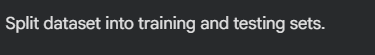 Split dataset into training and testing sets.